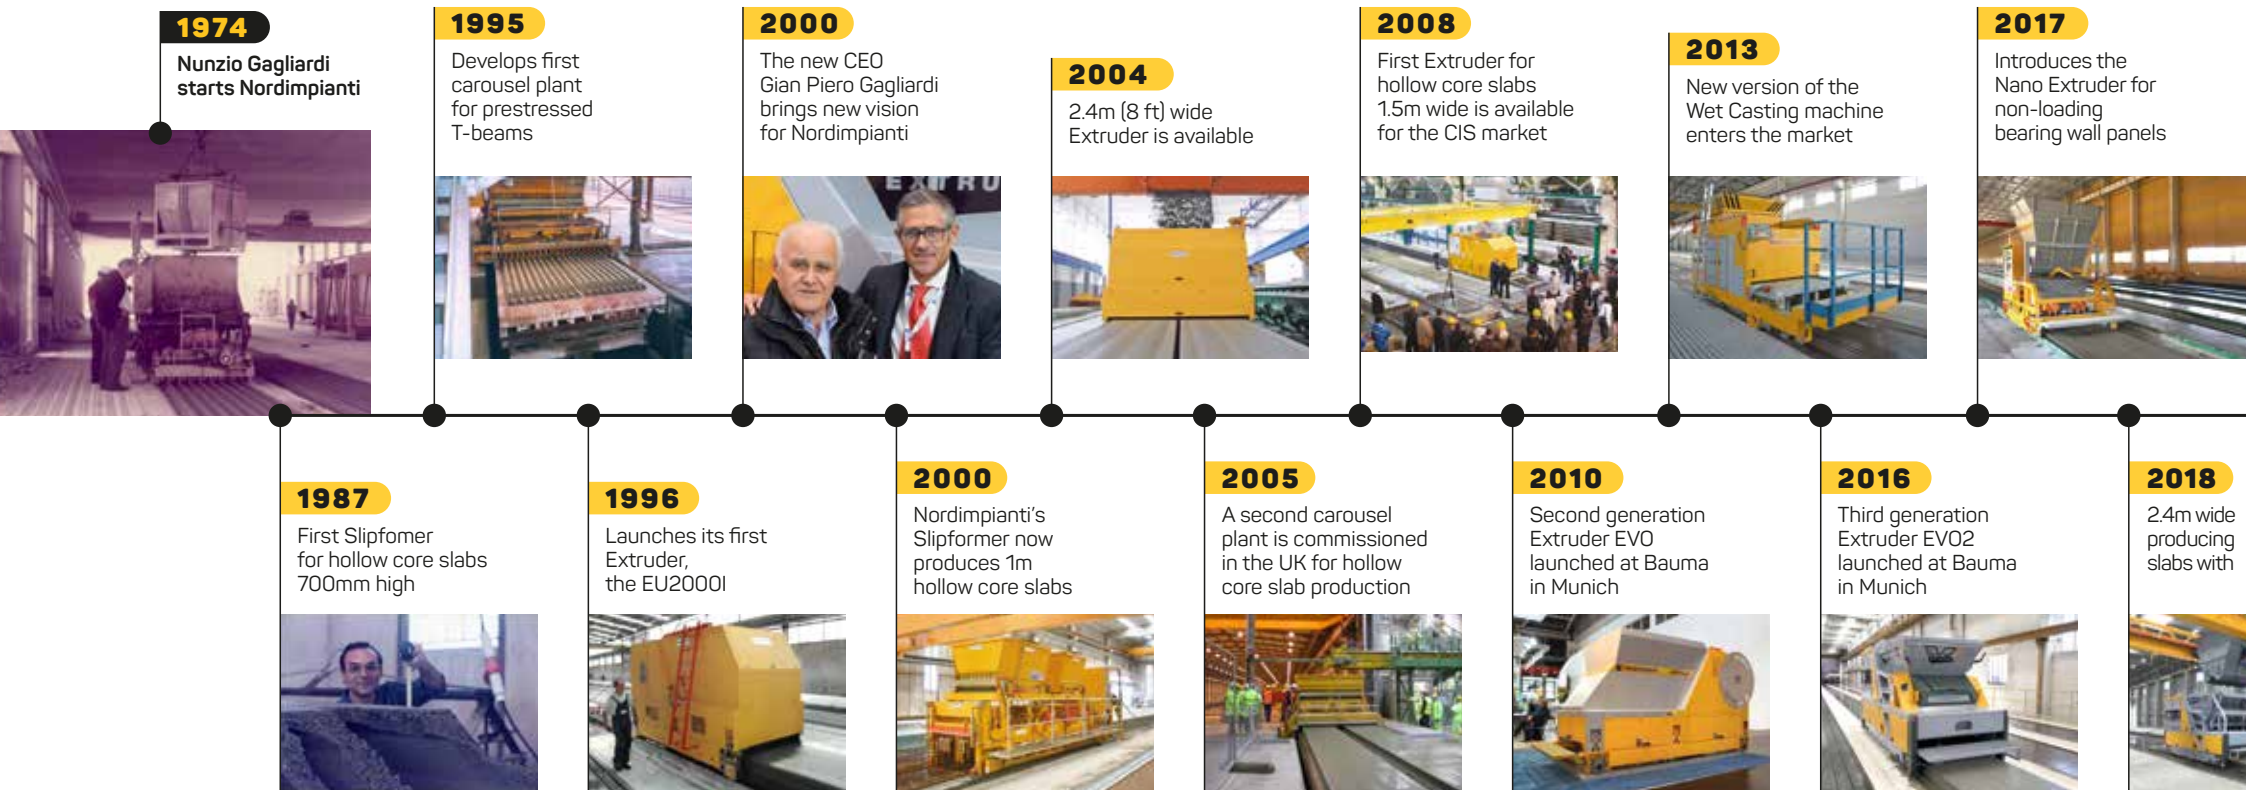 1974
Nunzio Gagliardi
starts Nordimpianti
1987
First Slipfomer
for hollow core slabs
700mm high
1995
Develops first
carousel plant
for prestressed
T-beams
1996
Launches its first
Extruder,
the EU2000I
2000
The new CEO
Gian Piero Gagliardi
brings new vision
for Nordimpianti
EXTRU
2000
Nordimpianti’s
Slipformer now
produces 1m
hollow core slabs
2004
2.4m (8 ft) wide
Extruder is available
2005
A second carousel
plant is commissioned
in the UK for hollow
core slab production
2008
First Extruder for
hollow core slabs
1.5m wide is available
for the CIS market
2010
Second generation
Extruder EVO
launched at Bauma
in Munich
2013
New version of the
Wet Casting machine
enters the market
2016
Third generation
Extruder EVO2
launched at Bauma
in Munich
2017
Introduces the
Nano Extruder for
non-loading
bearing wall panels
2018
2.4m wide
producing
slabs with